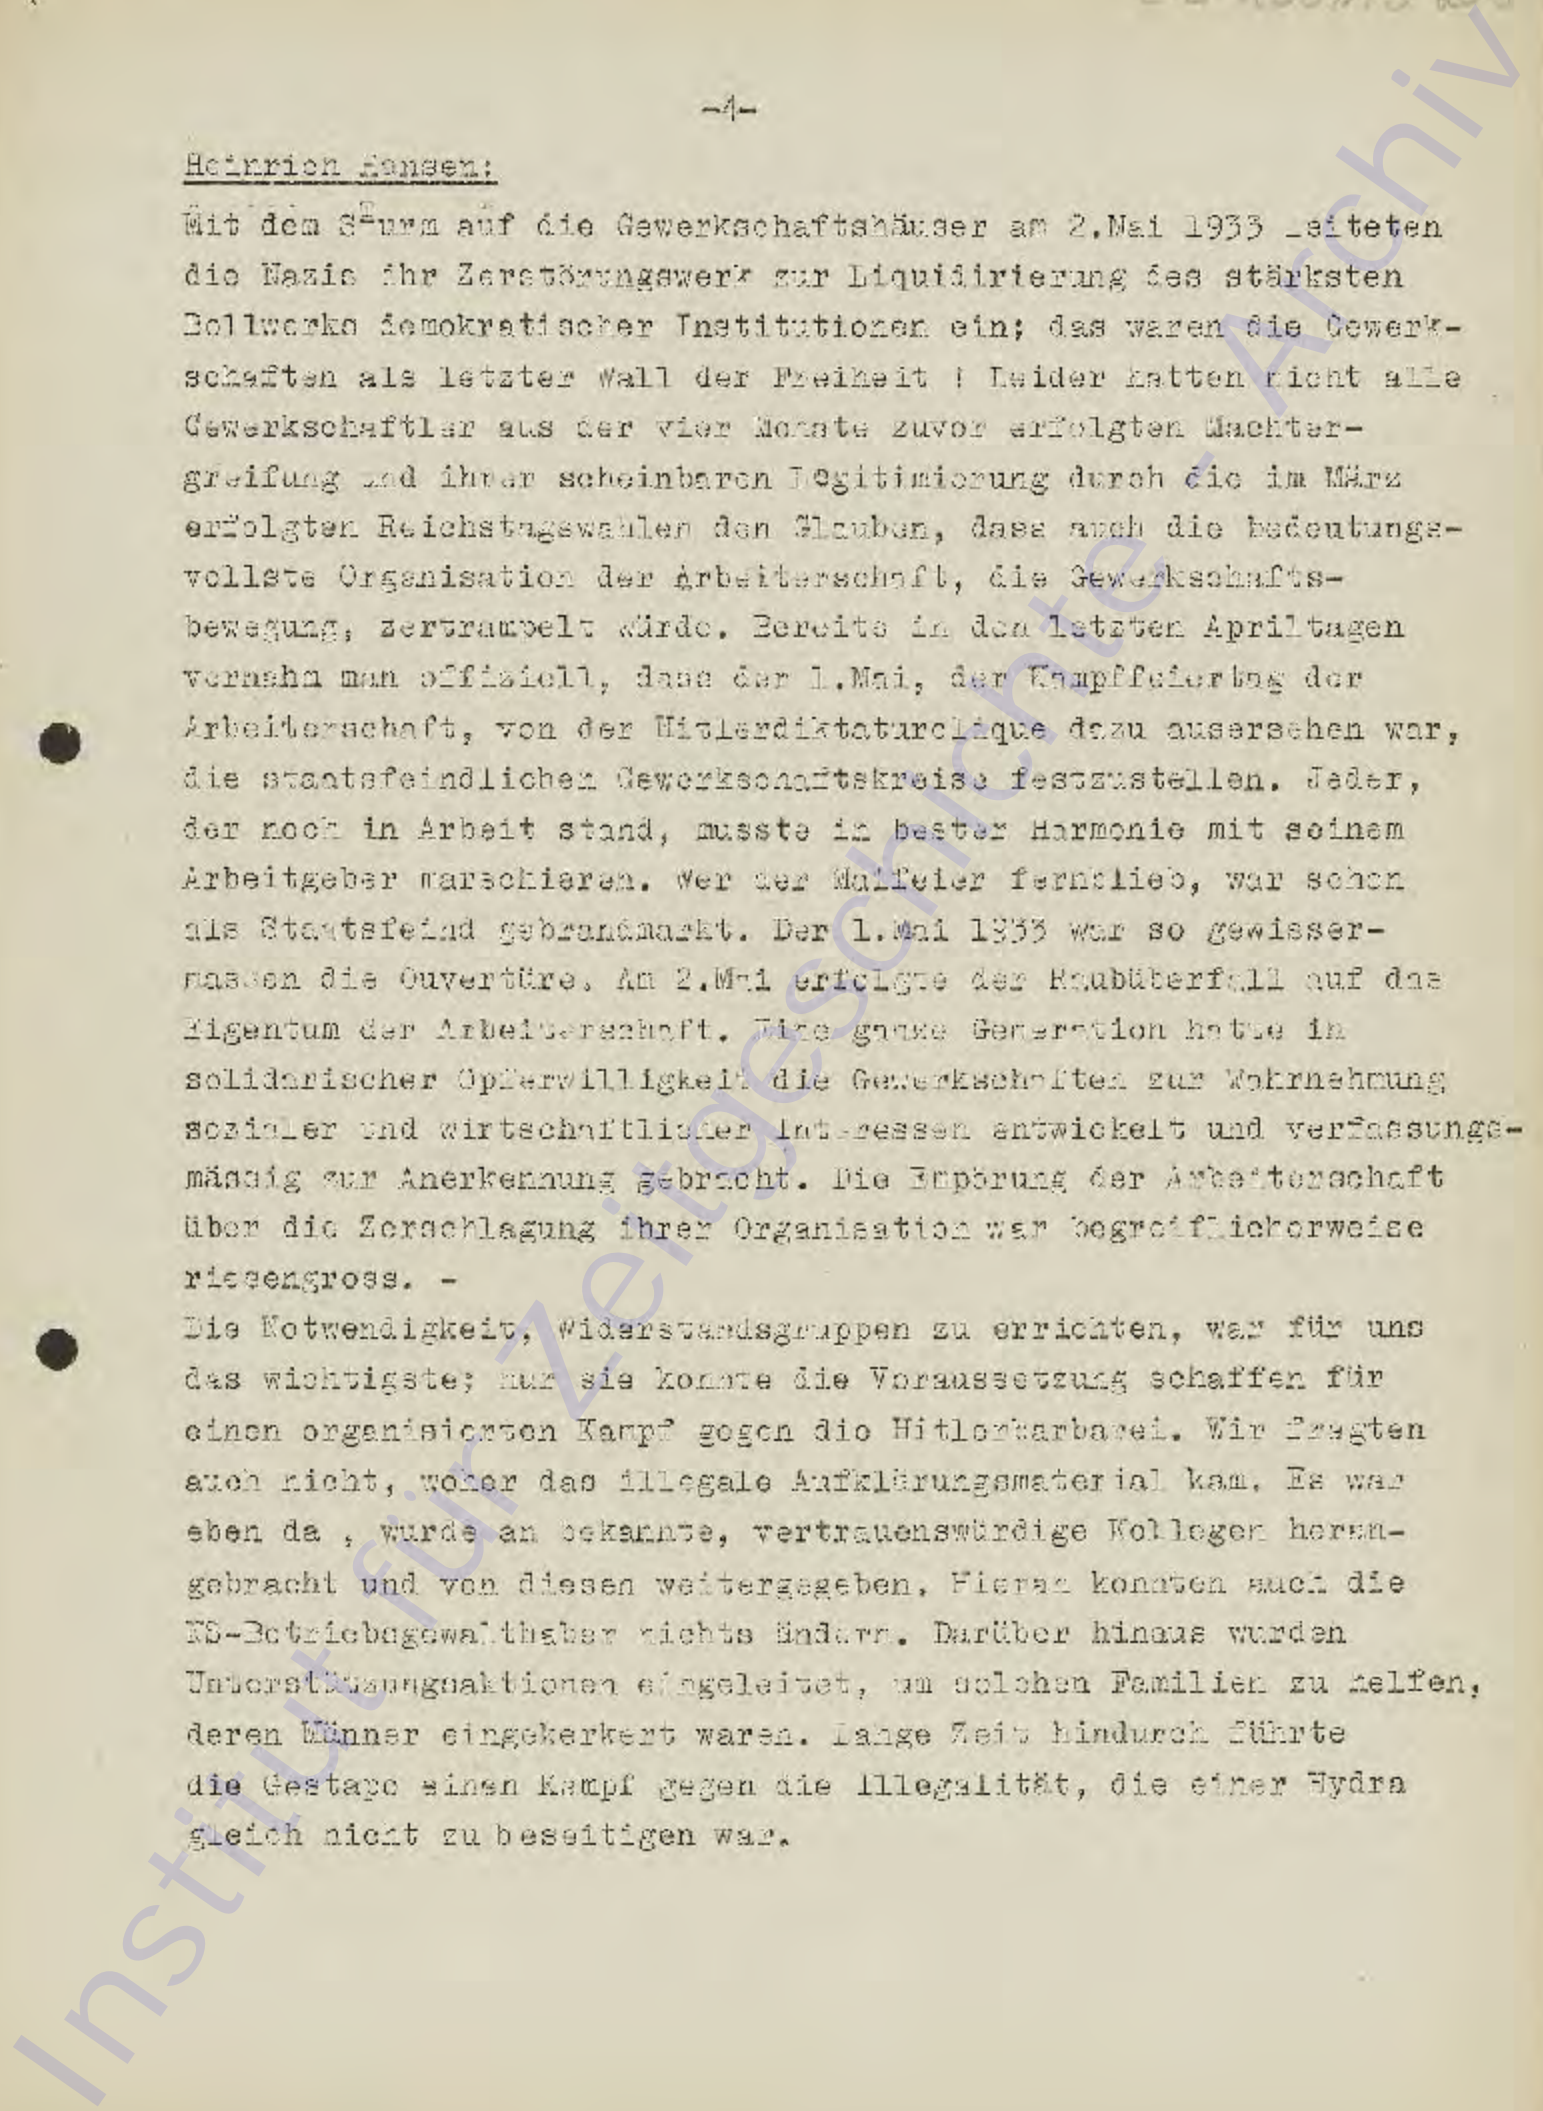 -4-
Heinrich Hansen:
Mit dem Sturm auf die Gewerkschaftshäuser am 2.Mai 1933 leiteten
die Nazis ihr Zerstörungswerk zur Liquidirierung des stärksten
Bollwerks demokratischer Institutionen ein; das waren die Gewerk-
schaften als letzter Wall der Freiheit ! Leider hatten nicht alle
Gewerkschaftler aus der vier Monate zuvor erfolgten Machter-
greifung und ihrer scheinbaren Legitimierung durch die im März
erfolgten Reichstagswahlen den Glauben, dass auch die bedeutungs-
vollste Organisation der Arbeiterschaft, die Gewerkschafts-
bewegung, zertrampelt würde. Bereits in den letzten Apriltagen
vernahm man offiziell, dass der 1.Mai, der Kampffeiertag der
Arbeiterschaft, von der Hitlerdiktaturclique dazu ausersehen war,
die staatsfeindlichen Gewerkschaftskreise festzustellen. Jeder,
der noch in Arbeit stand, musste in bester Harmonie mit seinem
Arbeitgeber marschieren. Wer der Maifeier fernblieb, war schon
als Staatsfeind gebrandmarkt. Der 1.Mai 1933 war so gewisser-
massen die Ouvertüre. Am 2.Mai erfolgte der Raubüberfall auf das
Eigentum der Arbeiterschaft. Eine ganze Generation hatte in
solidarischer Opferwilligkeit die Gewerkschaften zur Wahrnehmung
sozialer und wirtschaftlicher Interessen entwickelt und verfassungs-
mässig zur Anerkennung gebracht. Die Empörung der Arbeiterschaft
über die Zerschlagung ihrer Organisation war begreiflicherweise
riesengross. -
Die Notwendigkeit, Widerstandsgruppen zu errichten, war für uns
das wichtigste; nur sie konnte die Voraussetzung schaffen für
einen organisierten Kampf gegen die Hitlerbarbarei. Wir fragten
auch nicht, woher das illegale Aufklärungsmaterial kam. Es war
eben da , wurde an bekannte, vertrauenswürdige Kollegen heran-
gebracht und von diesen weitergegeben. Hieran konnten auch die
NS-Betriebsgewalthaber nichts ändern. Darüber hinaus wurden
Unterstützungsaktionen eingeleitet, um solchen Familien zu helfen,
deren Männer eingekerkert waren. Lange Zeit hindurch führte
die Gestapo einen Kampf gegen die Illegalität, die einer Hydra
gleich nicht zu beseitigen war.
Institut für Zeitgeschichte - Archiv